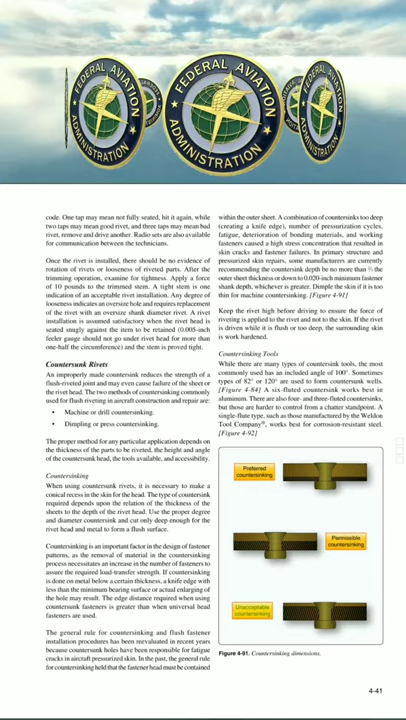 FEDERAL AVIATION
ADMINISTRATION
FEDERAL AVIATION
ADMINISTRATION
FEDERAL AVIATION
ADMINISTRATION
code. One tap may mean not fully seated, hit it again, while
two taps may mean good rivet, and three taps may mean bad
rivet, remove and drive another. Radio sets are also available
for communication between the technicians.
Once the rivet is installed, there should be no evidence of
rotation of rivets or looseness of riveted parts. After the
trimming operation, examine for tightness. Apply a force
of 10 pounds to the trimmed stem. A tight stem is one
indication of an acceptable rivet installation. Any degree of
looseness indicates an oversize hole and requires replacement
of the rivet with an oversize shank diameter rivet. A rivet
installation is assumed satisfactory when the rivet head is
seated snugly against the item to be retained (0.005-inch
feeler gauge should not go under rivet head for more than
one-half the circumference) and the stem is proved tight.
Countersunk Rivets
An improperly made countersink reduces the strength of a
flush-riveted joint and may even cause failure of the sheet or
the rivet head. The two methods of countersinking commonly
used for flush riveting in aircraft construction and repair are:
• Machine or drill countersinking.
• Dimpling or press countersinking.
The proper method for any particular application depends on
the thickness of the parts to be riveted, the height and angle
of the countersunk head, the tools available, and accessibility.
Countersinking
When using countersunk rivets, it is necessary to make a
conical recess in the skin for the head. The type of countersink
required depends upon the relation of the thickness of the
sheets to the depth of the rivet head. Use the proper degree
and diameter countersink and cut only deep enough for the
rivet head and metal to form a flush surface.
Countersinking is an important factor in the design of fastener
patterns, as the removal of material in the countersinking
process necessitates an increase in the number of fasteners to
assure the required load-transfer strength. If countersinking
is done on metal below a certain thickness, a knife edge with
less than the minimum bearing surface or actual enlarging of
the hole may result. The edge distance required when using
countersunk fasteners is greater than when universal head
fasteners are used.
The general rule for countersinking and flush fastener
installation procedures has been reevaluated in recent years
because countersunk holes have been responsible for fatigue
cracks in aircraft pressurized skin. In the past, the general rule
for countersinking held that the fastener head must be contained
within the outer sheet. A combination of countersinks too deep
(creating a knife edge), number of pressurization cycles,
fatigue, deterioration of bonding materials, and working
fasteners caused a high stress concentration that resulted in
skin cracks and fastener failures. In primary structure and
pressurized skin repairs, some manufacturers are currently
recommending the countersink depth be no more than ⅔ the
outer sheet thickness or down to 0.020-inch minimum fastener
shank depth, whichever is greater. Dimple the skin if it is too
thin for machine countersinking. [Figure 4-91]
Keep the rivet high before driving to ensure the force of
riveting is applied to the rivet and not to the skin. If the rivet
is driven while it is flush or too deep, the surrounding skin
is work hardened.
Countersinking Tools
While there are many types of countersink tools, the most
commonly used has an included angle of 100°. Sometimes
types of 82° or 120° are used to form countersunk wells.
[Figure 4-84] A six-fluted countersink works best in
aluminum. There are also four- and three-fluted countersinks,
but those are harder to control from a chatter standpoint. A
single-flute type, such as those manufactured by the Weldon
Tool Company®, works best for corrosion-resistant steel.
[Figure 4-92]
Preferred
countersinking
Permissible
countersinking
Unacceptable
countersinking
Figure 4-91. Countersinking dimensions.
4-41